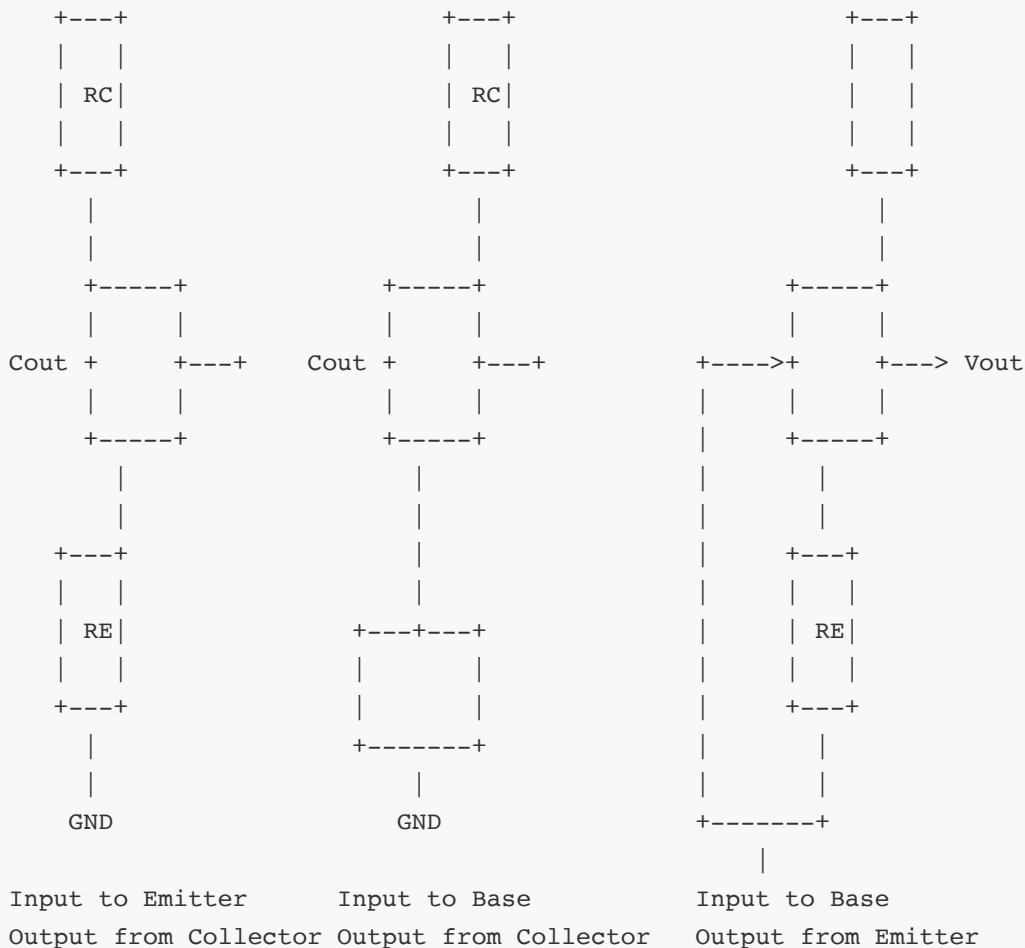 RC RC
Cout Cout Vout
RE RE
GND GND
Input to Emitter Input to Base Input to Base
Output from Collector Output from Collector Output from Emitter